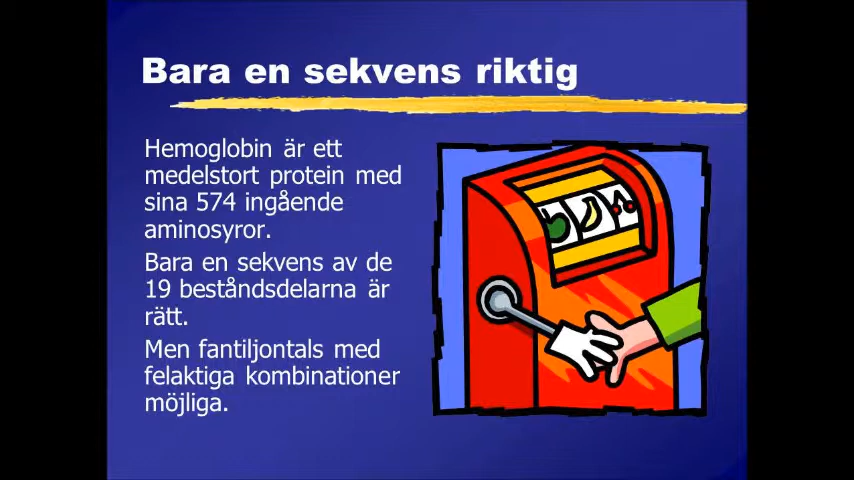 Bara en sekvens riktig
Hemoglobin är ett
medelstort protein med
sina 574 ingående
aminosyror.
Bara en sekvens av de
19 beståndsdelarna är
rätt.
Men fantiljontals med
felaktiga kombinationer
möjliga.